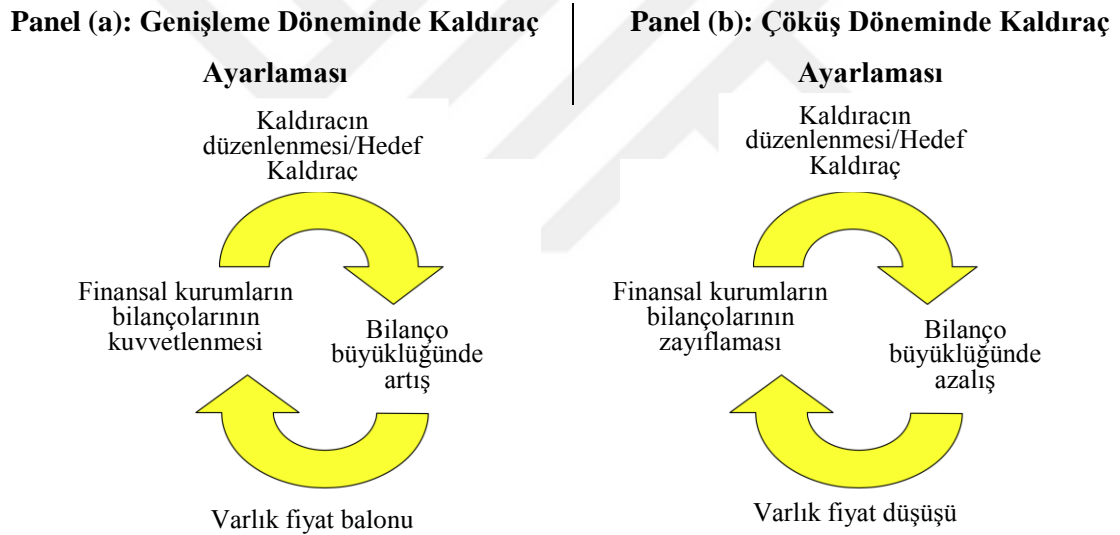 Panel (a): Genişleme Döneminde Kaldıraç
Ayarlaması
Kaldıracın
düzenlenmesi/Hedef
Kaldıraç
Finansal kurumların
bilançolarının
kuvvetlenmesi
Bilanço
büyüklüğünde
artış
Varlık fiyat balonu
Panel (b): Çöküş Döneminde Kaldıraç
Ayarlaması
Kaldıracın
düzenlenmesi/Hedef
Kaldıraç
Finansal kurumların
bilançolarının
zayıflaması
Bilanço
büyüklüğünde
azalış
Varlık fiyat düşüşü